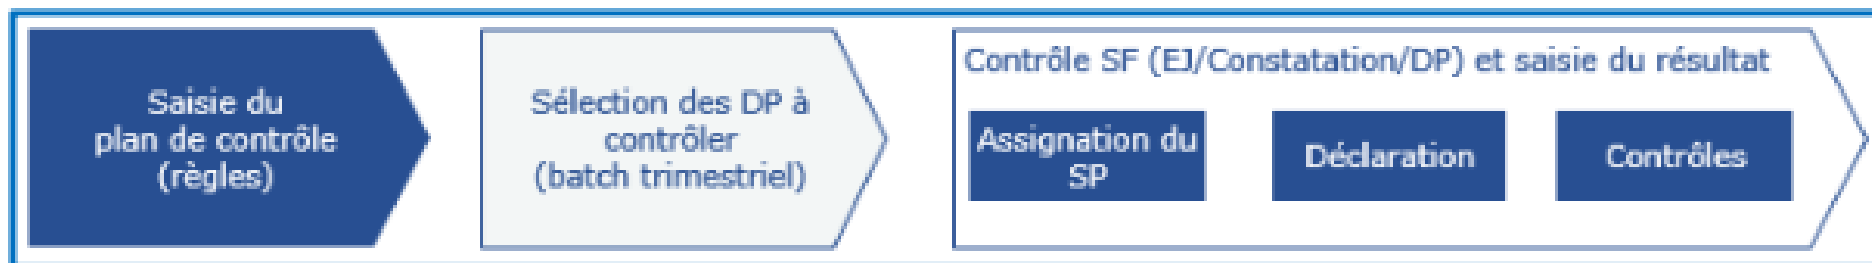 Saisie du
plan de contrôle
(règles)
Sélection des DP à
contrôler
(batch trimestriel)
Contrôle SF (EJ/Constatation/DP) et saisie du résultat
Assignation du
SP
Déclaration
Contrôles